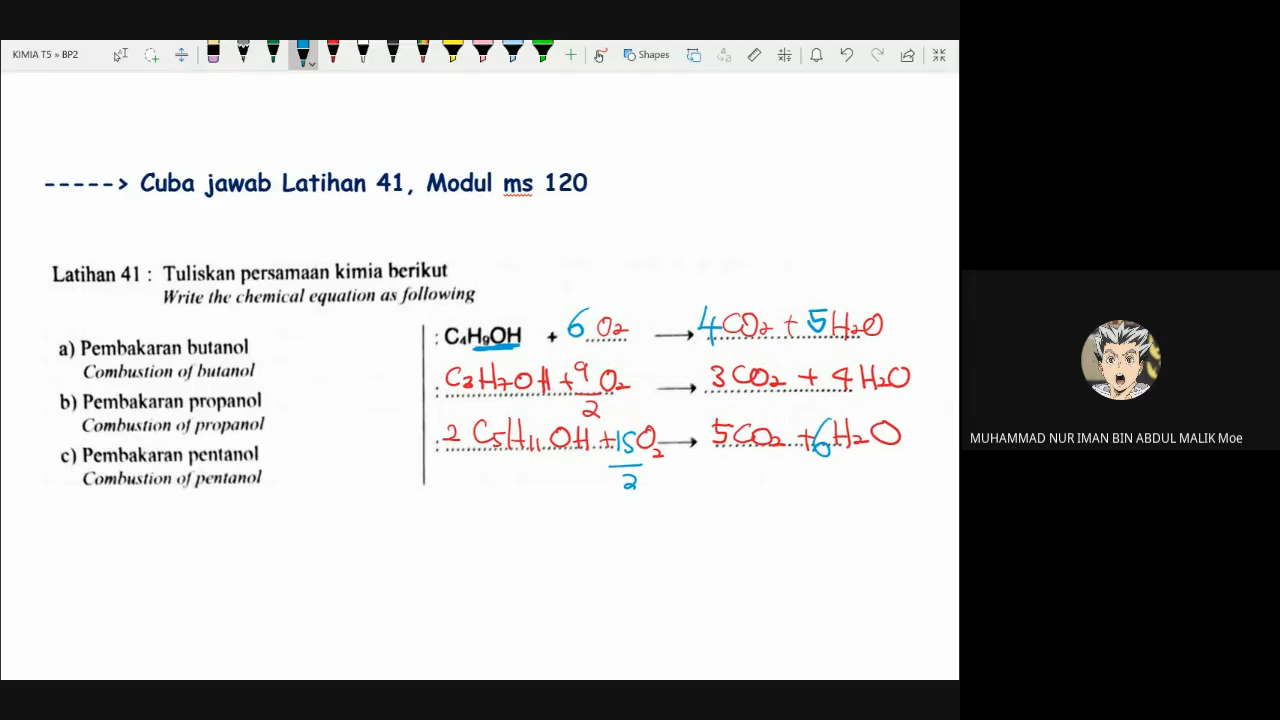 KIMIA T5 » BP2
Shapes
-----> Cuba jawab Latihan 41, Modul ms 120
Latihan 41 : Tuliskan persamaan kimia berikut
Write the chemical equation as following
a) Pembakaran butanol : C₄H₉OH + 6 O₂ → 4CO₂ + 5H₂O
Combustion of butanol
b) Pembakaran propanol : C₃H₇OH + 9/2 O₂ → 3CO₂ + 4H₂O
Combustion of propanol
c) Pembakaran pentanol : 2 C₅H₁₁OH + 15/2 O₂ → 5CO₂ + 6H₂O
Combustion of pentanol
MUHAMMAD NUR IMAN BIN ABDUL MALIK Moe